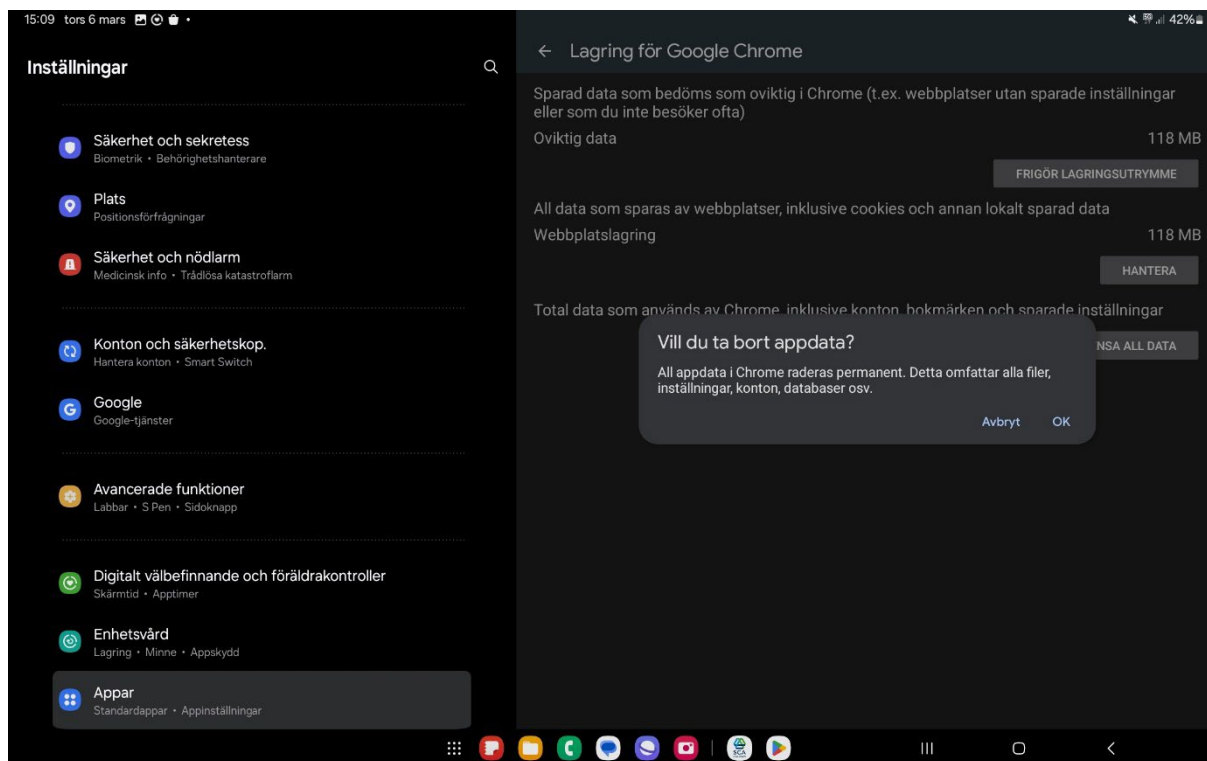 15:09 tors 6 mars
42%
Inställningar
Säkerhet och sekretess
Biometrik • Behörighetshanterare
Plats
Positionsförfrågningar
Säkerhet och nödlarm
Medicinsk info • Trådlösa katastroflarm
Konton och säkerhetskop.
Hantera konton • Smart Switch
Google
Google-tjänster
Avancerade funktioner
Labbar • S Pen • Sidoknapp
Digitalt välbefinnande och föräldrakontroller
Skärmtid • Apptimer
Enhetsvård
Lagring • Minne • Appskydd
Appar
Standardappar • Appinställningar
Lagring för Google Chrome
Sparad data som bedöms som oviktig i Chrome (t.ex. webbplatser utan sparade inställningar
eller som du inte besöker ofta)
Oviktig data 118 MB
FRIGÖR LAGRINGSUTRYMME
All data som sparas av webbplatser, inklusive cookies och annan lokalt sparad data
Webbplatslagring 118 MB
HANTERA
Total data som används av Chrome, inklusive konton, bokmärken och sparade inställningar
NSA ALL DATA
Vill du ta bort appdata?
All appdata i Chrome raderas permanent. Detta omfattar alla filer,
inställningar, konton, databaser osv.
Avbryt OK
SCA